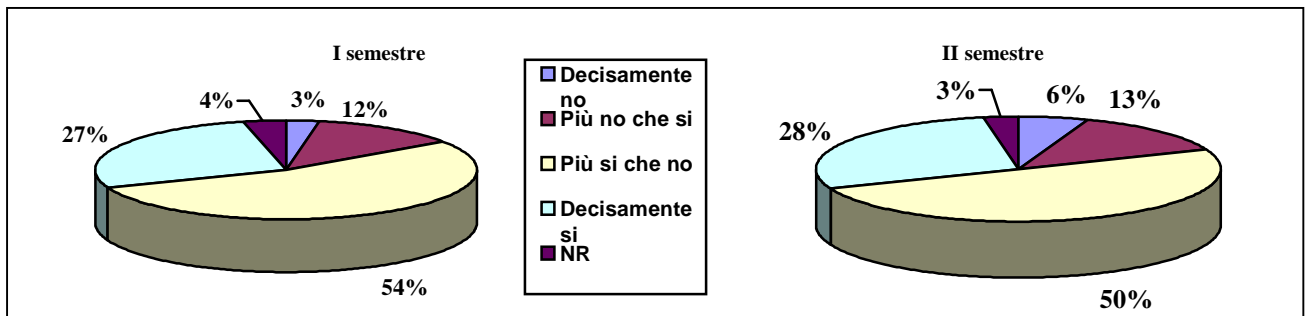 I semestre
4%
3%
12%
27%
54%
Decisamente
no
Più no che si
Più si che no
Decisamente
si
NR
II semestre
3%
6%
13%
28%
50%